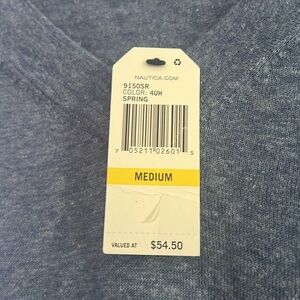 NAUTICA.COM
9150SR
COLOR: 4UH
SPRING
7 05211 02601 5
MEDIUM
VALUED AT $54.50